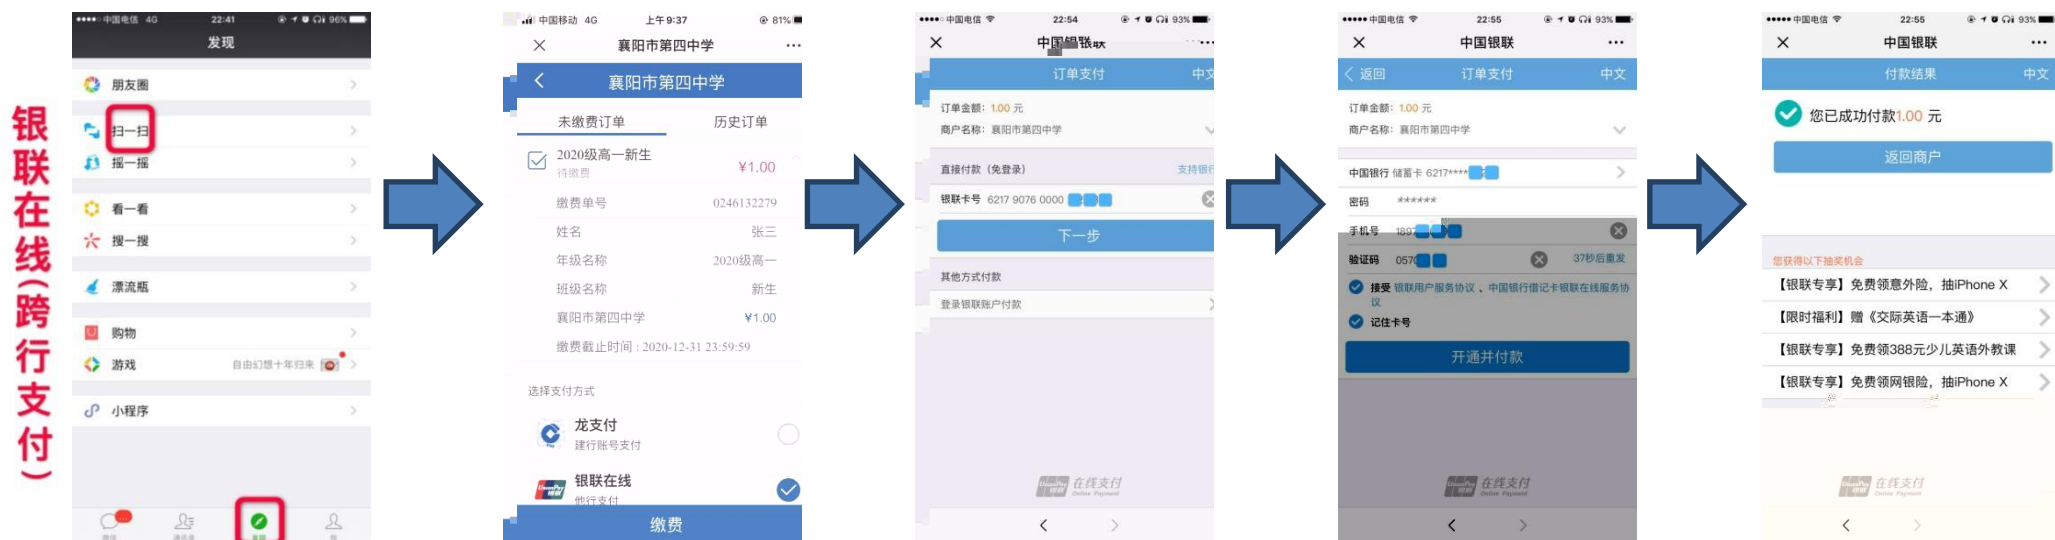 银联在线（跨行支付）
中国电信 4G 22:41 96%
发现
朋友圈
扫一扫
摇一摇
看一看
搜一搜
漂流瓶
购物
游戏 自由幻想十年归来
小程序
中国移动 4G 上午9:37 81%
襄阳市第四中学
襄阳市第四中学
未缴费订单 历史订单
2020级高一新生
待缴费 ¥1.00
缴费单号 0246132279
姓名 张三
年级名称 2020级高一
班级名称 新生
襄阳市第四中学 ¥1.00
缴费截止时间 : 2020-12-31 23:59:59
选择支付方式
龙支付
建行账号支付
银联在线
他行支付
缴费
中国电信 22:54 93%
中国银联
订单支付 中文
订单金额：1.00 元
商户名称：襄阳市第四中学
直接付款（免登录） 支持银行
银联卡号 6217 9076 0000
下一步
其他方式付款
登录银联账户付款
在线支付
Online Payment
中国电信 22:55 93%
中国银联
返回 订单支付 中文
订单金额：1.00 元
商户名称：襄阳市第四中学
中国银行 储蓄卡 6217****
密码 ******
手机号 189
验证码 0570 37秒后重发
接受 银联用户服务协议 、中国银行借记卡银联在线服务协
议
记住卡号
开通并付款
在线支付
Online Payment
中国电信 22:55 93%
中国银联
付款结果 中文
您已成功付款1.00 元
返回商户
您获得以下抽奖机会
【银联专享】免费领意外险，抽iPhone X
【限时福利】赠《交际英语一本通》
【银联专享】免费领388元少儿英语外教课
【银联专享】免费领网银险，抽iPhone X
在线支付
Online Payment